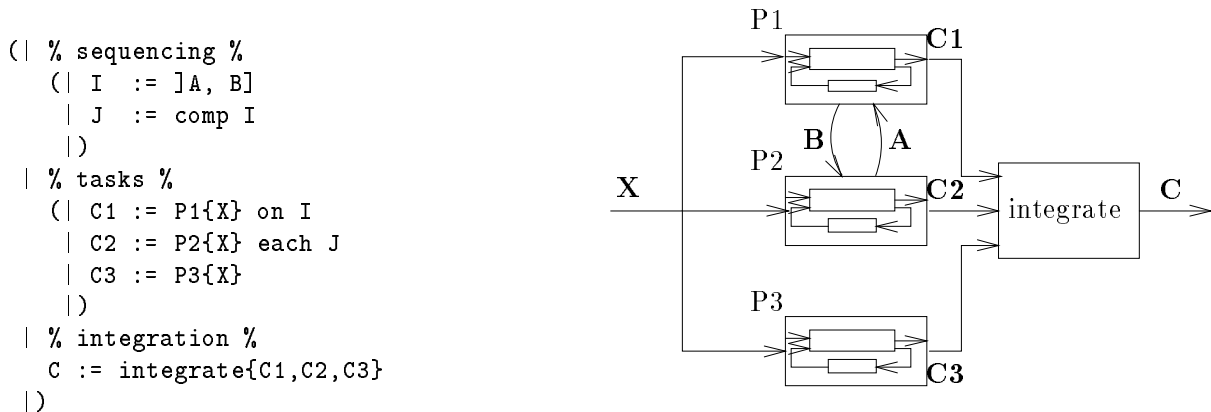 (| % sequencing %
(| I := ]A, B]
| J := comp I
|)
| % tasks %
(| C1 := P1{X} on I
| C2 := P2{X} each J
| C3 := P3{X}
|)
| % integration %
C := integrate{C1,C2,C3}
|)
P1
C1
B
A
P2
C2
X
integrate
C
P3
C3